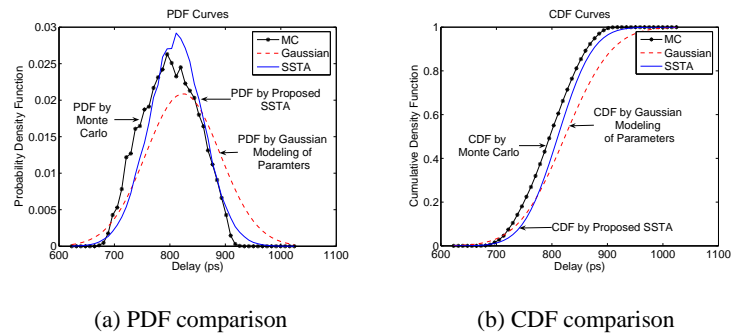 PDF Curves
0.03
0.025
0.02
0.015
0.01
0.005
0
600
700
800
900
1000
1100
Probability Density Function
Delay (ps)
MC
Gaussian
SSTA
PDF by
Monte
Carlo
PDF by Proposed
SSTA
PDF by Gaussian
Modeling of
Paramters
(a) PDF comparison
CDF Curves
1
0.8
0.6
0.4
0.2
0
600
700
800
900
1000
1100
Cumulative Density Function
Delay (ps)
MC
Gaussian
SSTA
CDF by
Monte Carlo
CDF by Gaussian
Modeling
of Parameters
CDF by Proposed SSTA
(b) CDF comparison